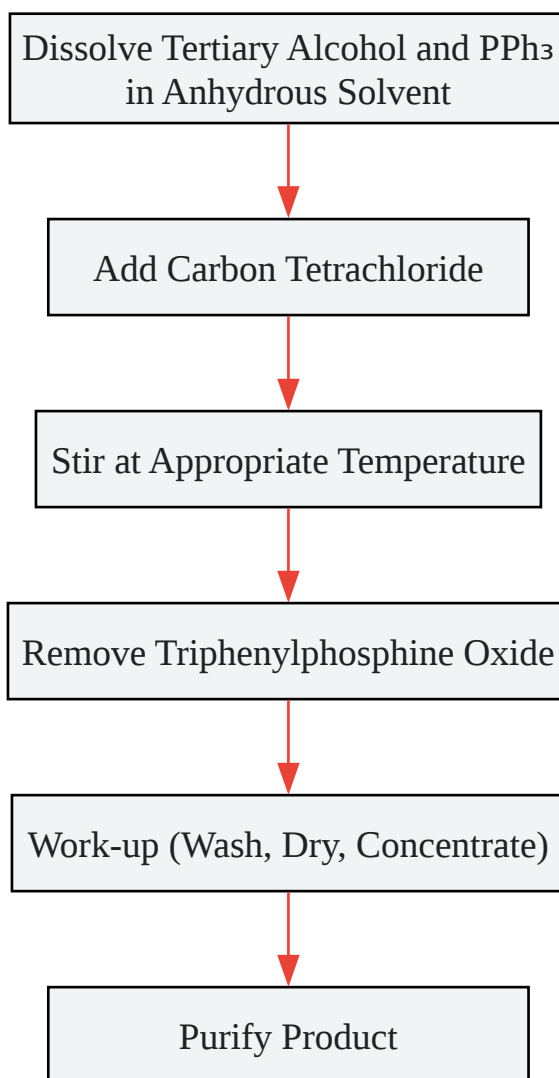 Dissolve Tertiary Alcohol and PPh₃
in Anhydrous Solvent
Add Carbon Tetrachloride
Stir at Appropriate Temperature
Remove Triphenylphosphine Oxide
Work-up (Wash, Dry, Concentrate)
Purify Product